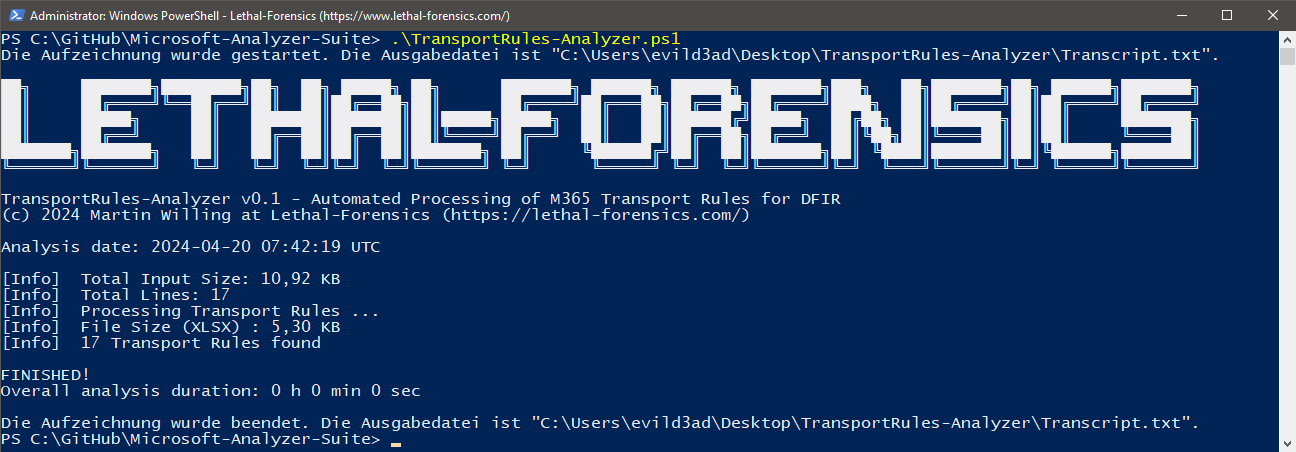 Administrator: Windows PowerShell - Lethal-Forensics (https://www.lethal-forensics.com/)
PS C:\GitHub\Microsoft-Analyzer-Suite> .\TransportRules-Analyzer.ps1
Die Aufzeichnung wurde gestartet. Die Ausgabedatei ist "C:\Users\evild3ad\Desktop\TransportRules-Analyzer\Transcript.txt".
LETHAL-FORENSICS
TransportRules-Analyzer v0.1 - Automated Processing of M365 Transport Rules for DFIR
(c) 2024 Martin Willing at Lethal-Forensics (https://lethal-forensics.com/)
Analysis date: 2024-04-20 07:42:19 UTC
[Info]  Total Input Size: 10,92 KB
[Info]  Total Lines: 17
[Info]  Processing Transport Rules ...
[Info]  File Size (XLSX) : 5,30 KB
[Info]  17 Transport Rules found
FINISHED!
Overall analysis duration: 0 h 0 min 0 sec
Die Aufzeichnung wurde beendet. Die Ausgabedatei ist "C:\Users\evild3ad\Desktop\TransportRules-Analyzer\Transcript.txt".
PS C:\GitHub\Microsoft-Analyzer-Suite>